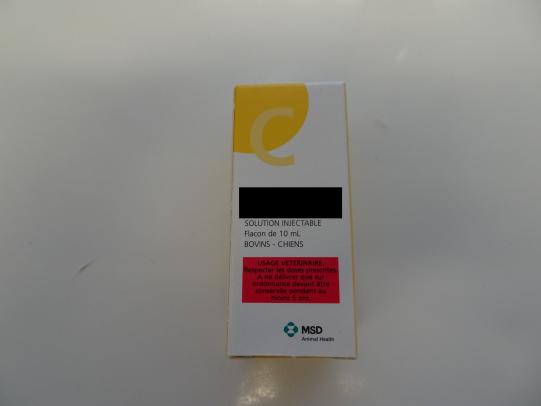 C
SOLUTION INJECTABLE
Flacon de 10 mL
BOVINS - CHIENS
USAGE VETERINAIRE.
Respecter les doses prescrites.
A ne délivrer que sur
ordonnance devant être
conservée pendant au
moins 5 ans.
MSD
Animal Health